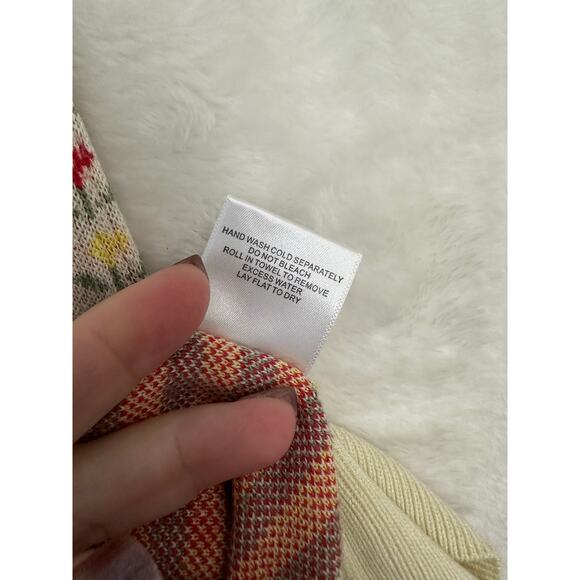 HAND WASH COLD SEPARATELY
DO NOT BLEACH
ROLL IN TOWEL TO REMOVE
EXCESS WATER
LAY FLAT TO DRY